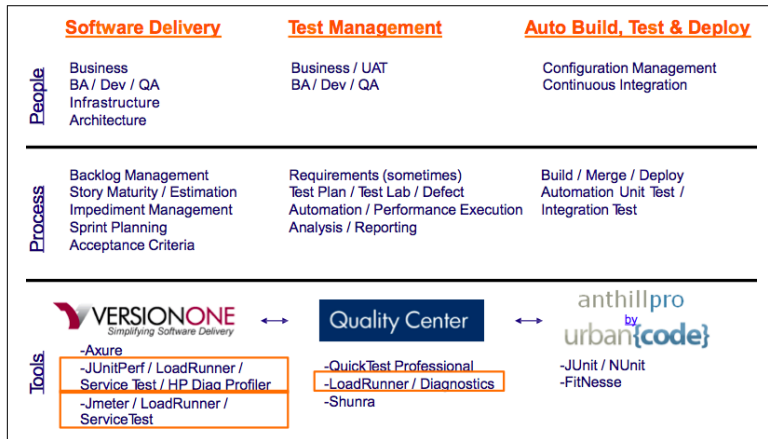 Software Delivery
Test Management
Auto Build, Test & Deploy
People
Business
BA / Dev / QA
Infrastructure
Architecture
Business / UAT
BA / Dev / QA
Configuration Management
Continuous Integration
Process
Backlog Management
Story Maturity / Estimation
Impediment Management
Sprint Planning
Acceptance Criteria
Requirements (sometimes)
Test Plan / Test Lab / Defect
Automation / Performance Execution
Analysis / Reporting
Build / Merge / Deploy
Automation Unit Test /
Integration Test
Tools
VERSIONONE
Simplifying Software Delivery
-Axure
-JUnitPerf / LoadRunner /
Service Test / HP Diag Profiler
-Jmeter / LoadRunner /
ServiceTest
Quality Center
-QuickTest Professional
-LoadRunner / Diagnostics
-Shunra
anthillpro
by
urban{code}
-JUnit / NUnit
-FitNesse